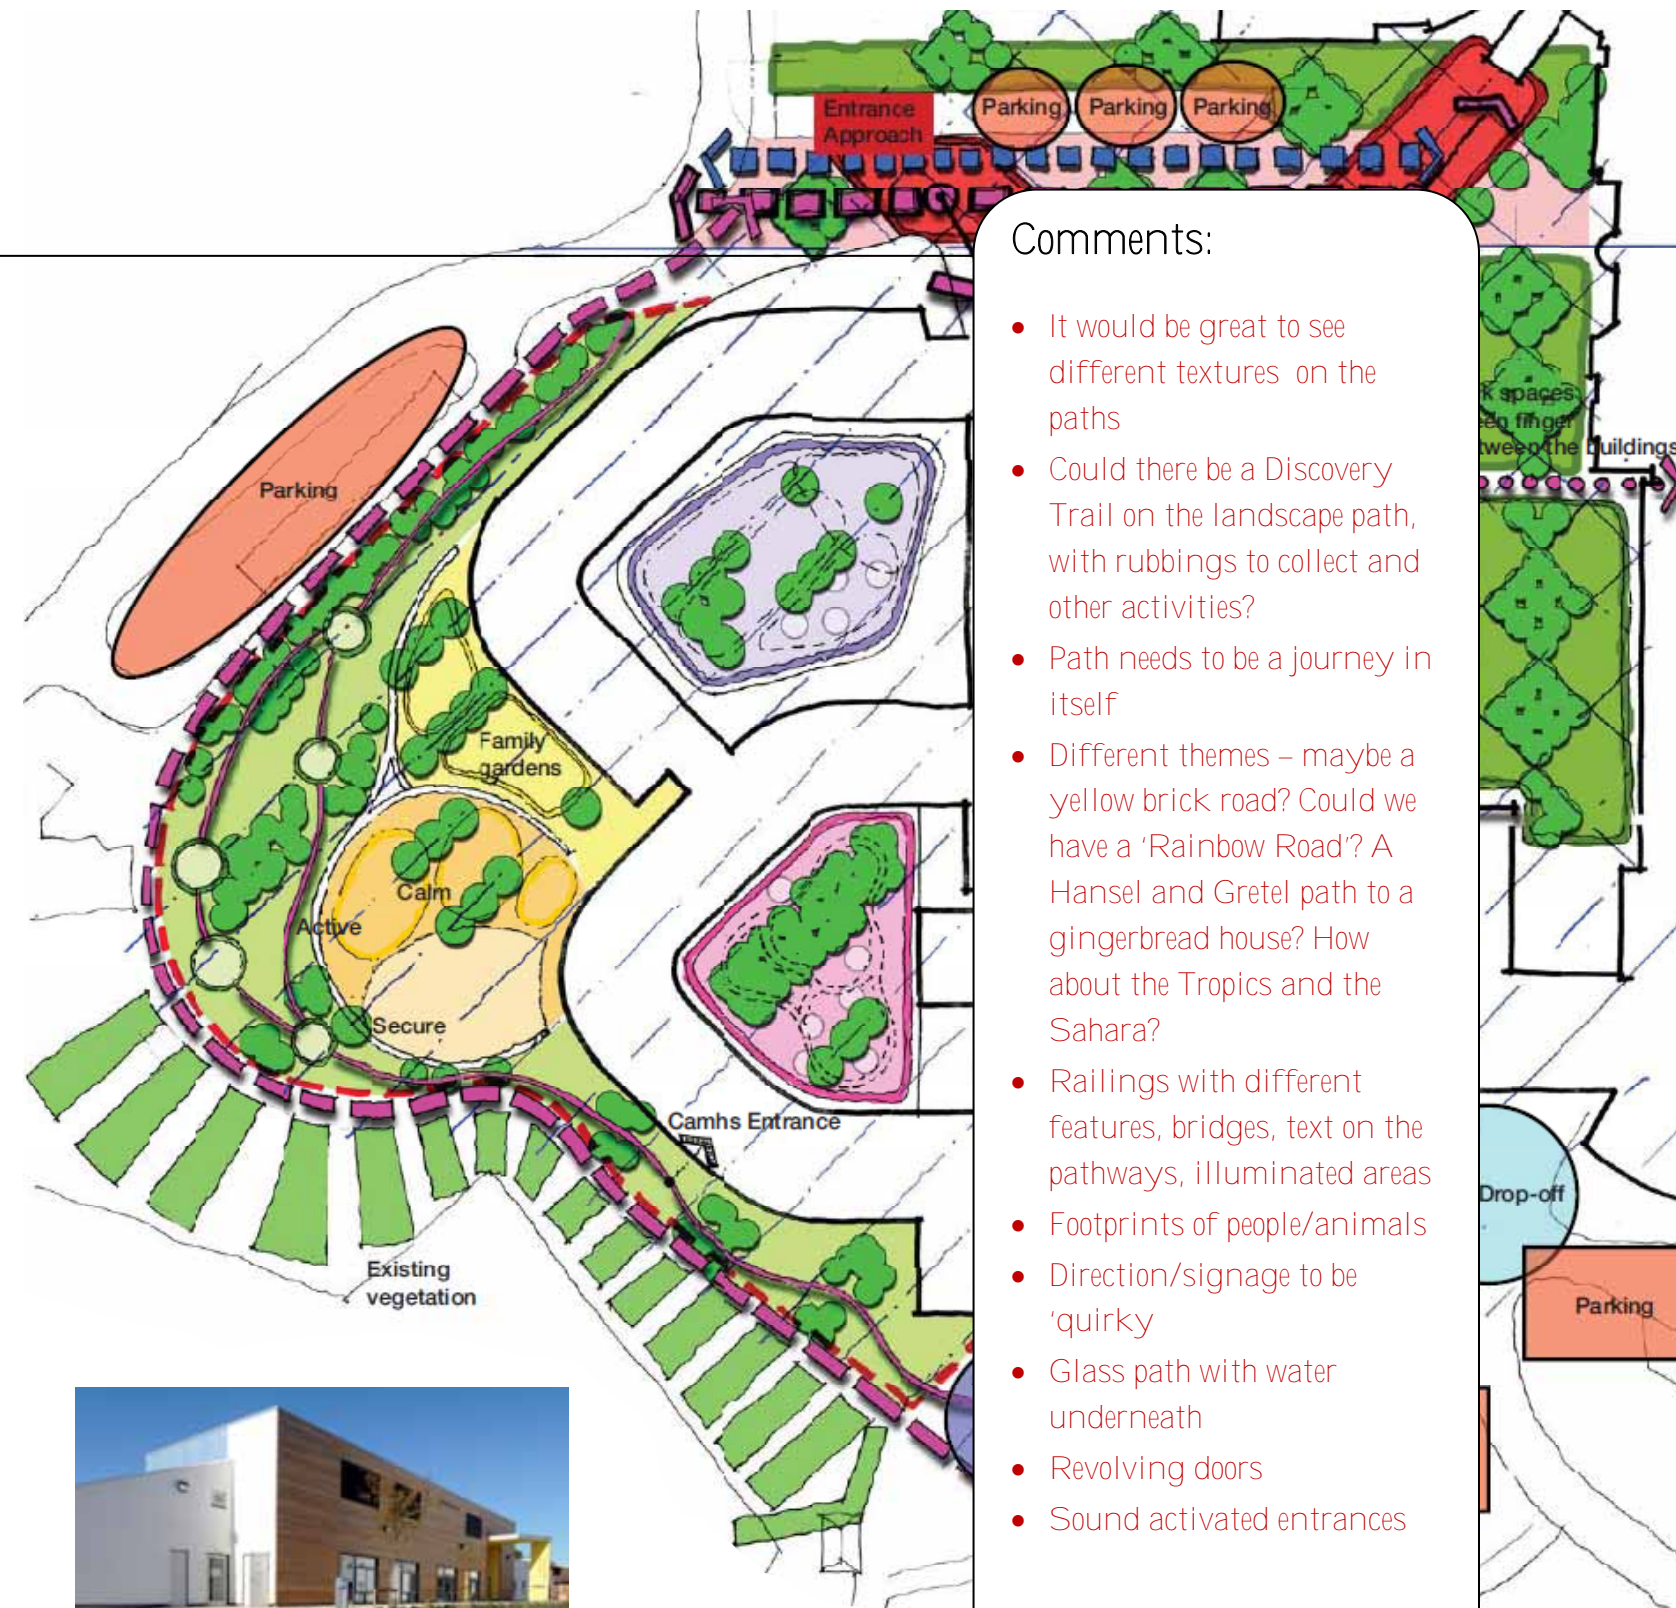 Entrance
Approach
Parking
Parking
Parking
Comments:
• It would be great to see
different textures on the
paths
• Could there be a Discovery
Trail on the landscape path,
with rubbings to collect and
other activities?
• Path needs to be a journey in
itself
• Different themes – maybe a
yellow brick road? Could we
have a 'Rainbow Road'? A
Hansel and Gretel path to a
gingerbread house? How
about the Tropics and the
Sahara?
• Railings with different
features, bridges, text on the
pathways, illuminated areas
• Footprints of people/animals
• Direction/signage to be
'quirky
• Glass path with water
underneath
• Revolving doors
• Sound activated entrances
spaces
finger
the buildings
Parking
Family
gardens
Calm
Active
Secure
Camhs Entrance
Existing
vegetation
Drop-off
Parking